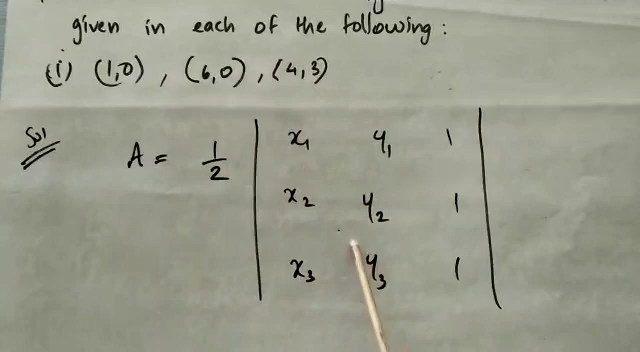 given in each of the following :
(i) (1,0) , (6,0) , (4,3)
Sol
A = 1/2 | x₁ y₁ 1 |
| x₂ y₂ 1 |
| x₃ y₃ 1 |